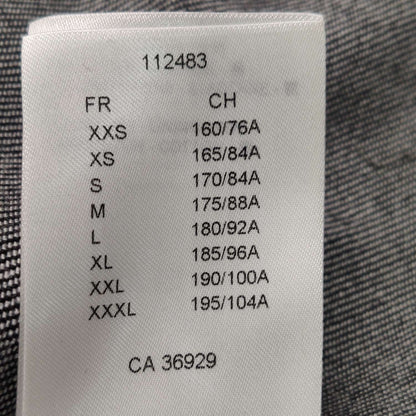 112483
FR CH
XXS 160/76A
XS 165/84A
S 170/84A
M 175/88A
L 180/92A
XL 185/96A
XXL 190/100A
XXXL 195/104A
CA 36929